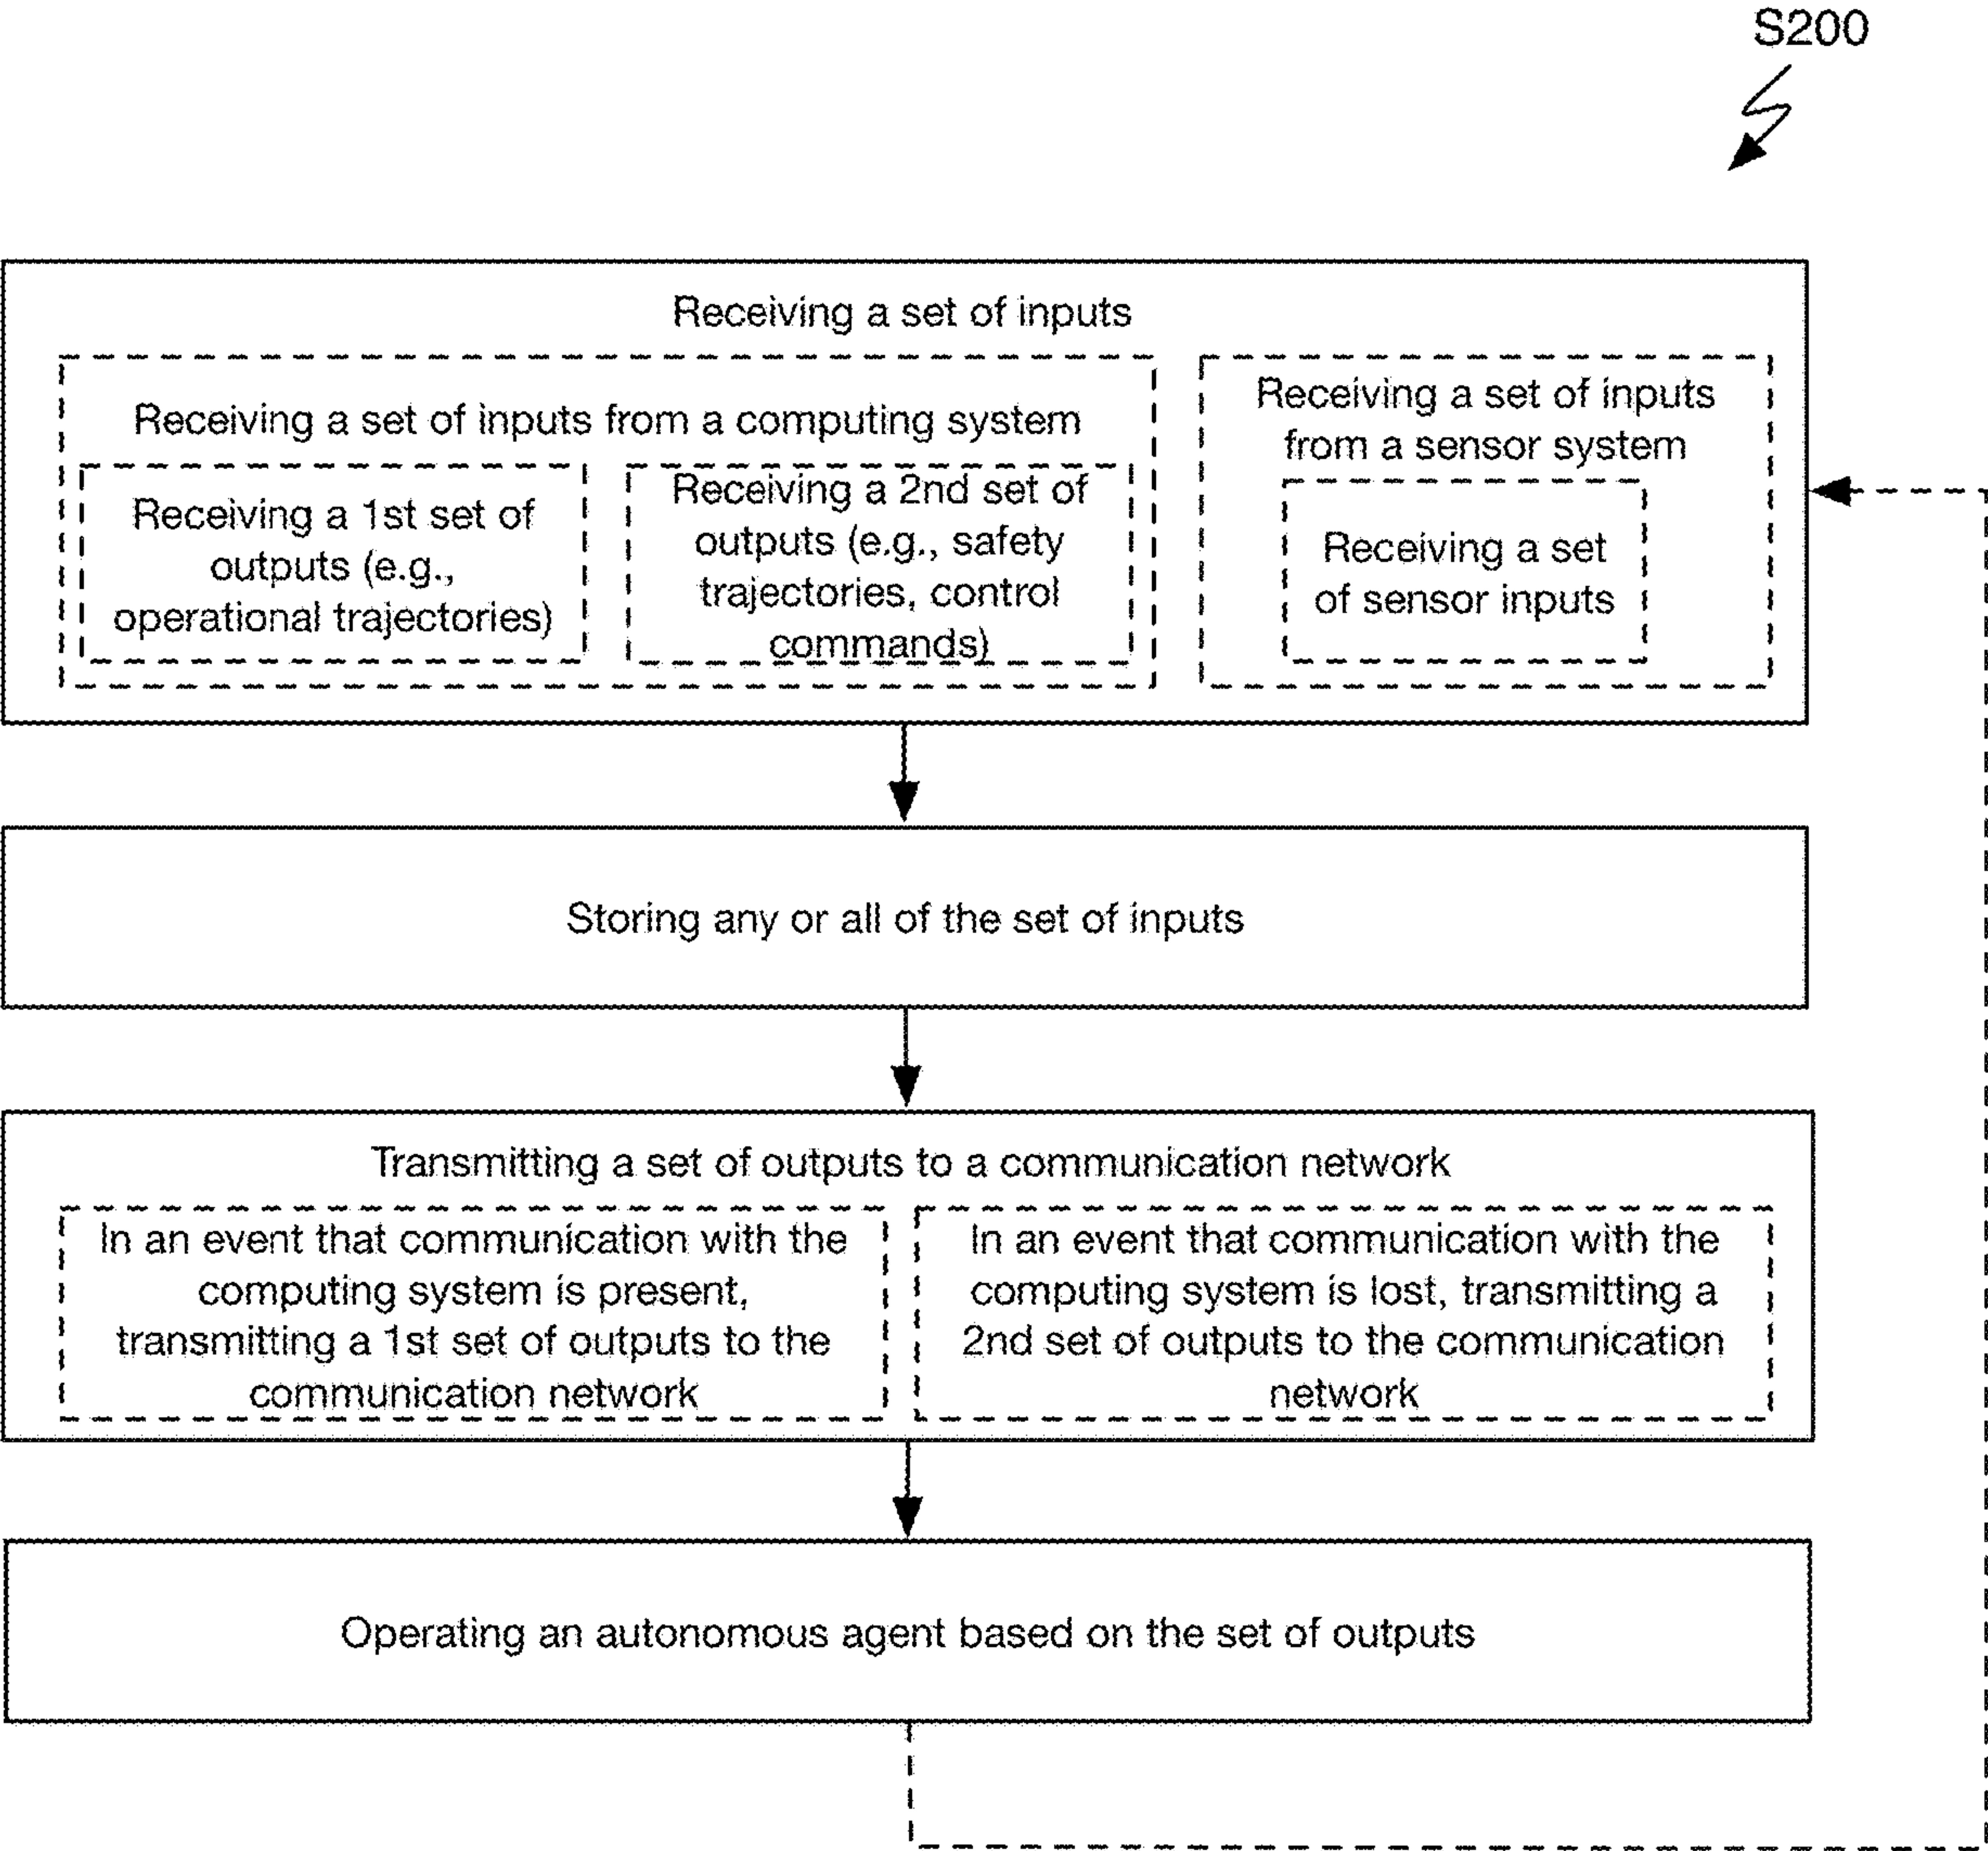 S200
Receiving a set of inputs
Receiving a set of inputs from a computing system
Receiving a 1st set of
outputs (e.g.,
operational trajectories)
Receiving a 2nd set of
outputs (e.g., safety
trajectories, control
commands)
Receiving a set of inputs
from a sensor system
Receiving a set
of sensor inputs
Storing any or all of the set of inputs
Transmitting a set of outputs to a communication network
In an event that communication with the
computing system is present,
transmitting a 1st set of outputs to the
communication network
In an event that communication with the
computing system is lost, transmitting a
2nd set of outputs to the communication
network
Operating an autonomous agent based on the set of outputs